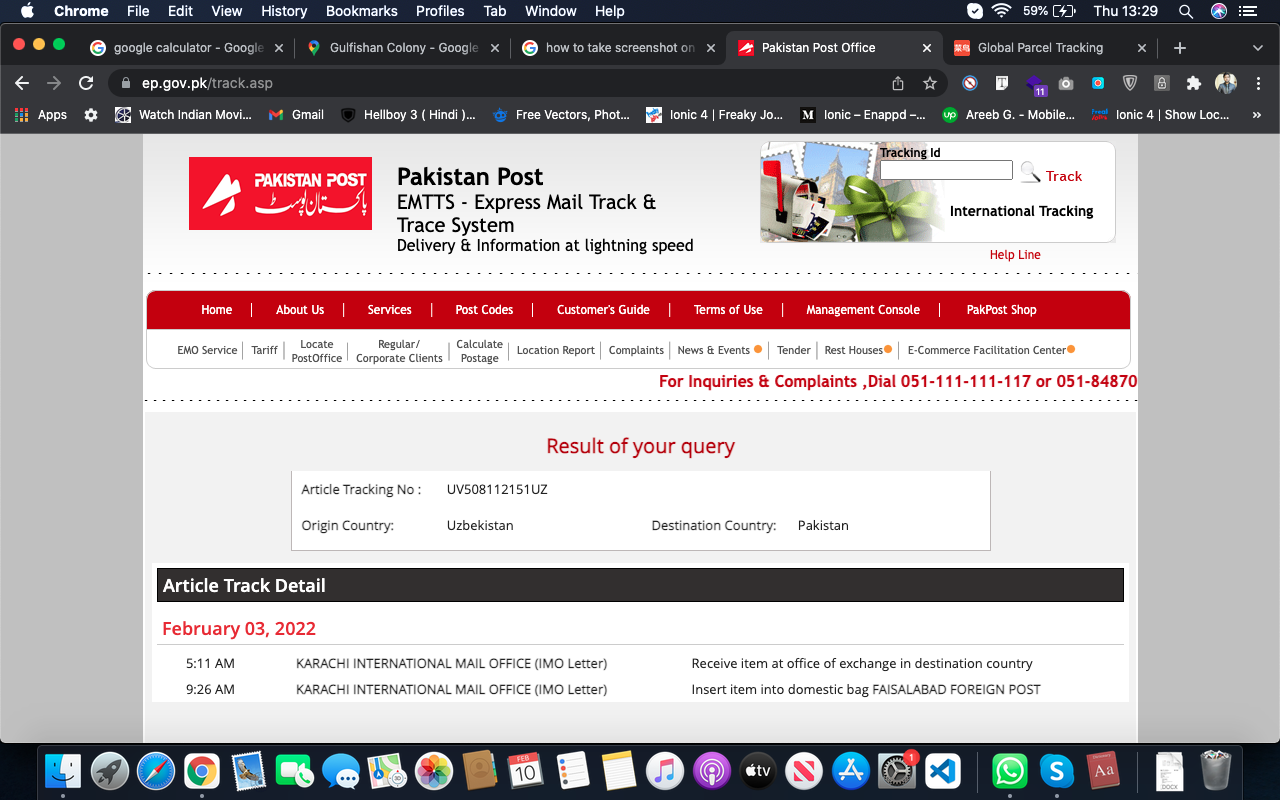 Chrome File Edit View History Bookmarks Profiles Tab Window Help 59% Thu 13:29
google calculator - Google Gulfishan Colony - Google how to take screenshot on Pakistan Post Office Global Parcel Tracking
ep.gov.pk/track.asp 11
Apps Watch Indian Movi... Gmail Hellboy 3 ( Hindi )... Free Vectors, Phot... Ionic 4 | Freaky Jo... Ionic – Enappd –... Areeb G. - Mobile... Ionic 4 | Show Loc... »
PAKISTAN POST
پاکستان پوسٹ
Pakistan Post
EMTTS - Express Mail Track &
Trace System
Delivery & Information at lightning speed
Tracking Id
Track
International Tracking
Help Line
Home About Us Services Post Codes Customer's Guide Terms of Use Management Console PakPost Shop
EMO Service Tariff Locate PostOffice Regular/ Corporate Clients Calculate Postage Location Report Complaints News & Events Tender Rest Houses E-Commerce Facilitation Center
For Inquiries & Complaints ,Dial 051-111-111-117 or 051-84870
Result of your query
Article Tracking No : UV508112151UZ
Origin Country: Uzbekistan Destination Country: Pakistan
Article Track Detail
February 03, 2022
5:11 AM KARACHI INTERNATIONAL MAIL OFFICE (IMO Letter) Receive item at office of exchange in destination country
9:26 AM KARACHI INTERNATIONAL MAIL OFFICE (IMO Letter) Insert item into domestic bag FAISALABAD FOREIGN POST
FEB
10
tv
1
Aa
DOCX